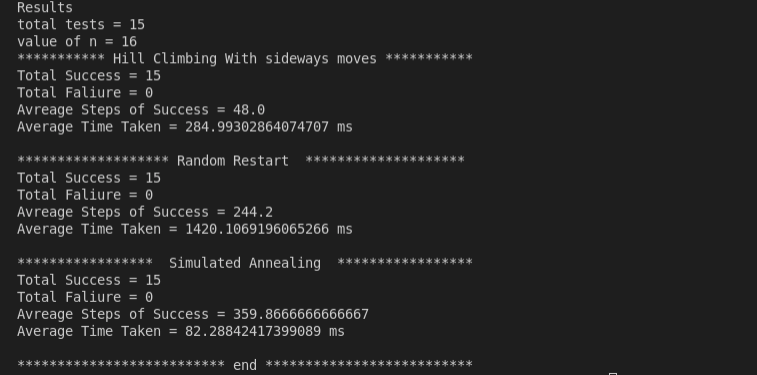 Results
total tests = 15
value of n = 16
*********** Hill Climbing With sideways moves ***********
Total Success = 15
Total Faliure = 0
Avreage Steps of Success = 48.0
Average Time Taken = 284.99302864074707 ms
******************* Random Restart  ********************
Total Success = 15
Total Faliure = 0
Avreage Steps of Success = 244.2
Average Time Taken = 1420.1069196065266 ms
*****************  Simulated Annealing  *****************
Total Success = 15
Total Faliure = 0
Avreage Steps of Success = 359.8666666666667
Average Time Taken = 82.28842417399089 ms
************************** end **************************